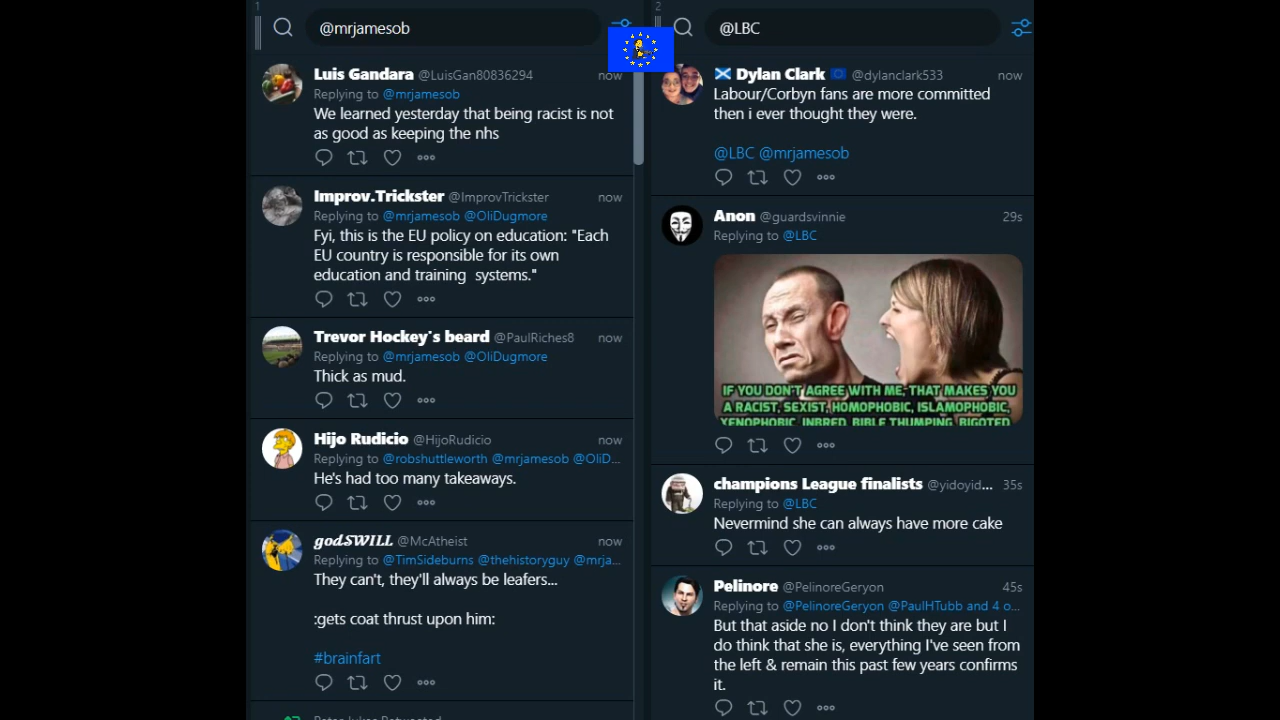 1
@mrjamesob
Luis Gandara @LuisGan80836294 now
Replying to @mrjamesob
We learned yesterday that being racist is not
as good as keeping the nhs
Improv.Trickster @ImprovTrickster now
Replying to @mrjamesob @OliDugmore
Fyi, this is the EU policy on education: "Each
EU country is responsible for its own
education and training systems."
Trevor Hockey's beard @PaulRiches8 now
Replying to @mrjamesob @OliDugmore
Thick as mud.
Hijo Rudicio @HijoRudicio now
Replying to @robshuttleworth @mrjamesob @OliD...
He's had too many takeaways.
godSWILL @McAtheist now
Replying to @TimSideburns @thehistoryguy @mrja...
They can't, they'll always be leafers...
:gets coat thrust upon him:
#brainfart
2
@LBC
Dylan Clark @dylanclark533 now
Labour/Corbyn fans are more committed
then i ever thought they were.
@LBC @mrjamesob
Anon @guardsvinnie 29s
Replying to @LBC
IF YOU DON'T AGREE WITH ME, THAT MAKES YOU
A RACIST, SEXIST, HOMOPHOBIC, ISLAMOPHOBIC,
XENOPHOBIC, INBRED, BIBLE THUMPING, BIGOTED
champions League finalists @yidoyid... 35s
Replying to @LBC
Nevermind she can always have more cake
Pelinore @PelinoreGeryon 45s
Replying to @PelinoreGeryon @PaulHTubb and 4 o...
But that aside no I don't think they are but I
do think that she is, everything I've seen from
the left & remain this past few years confirms
it.